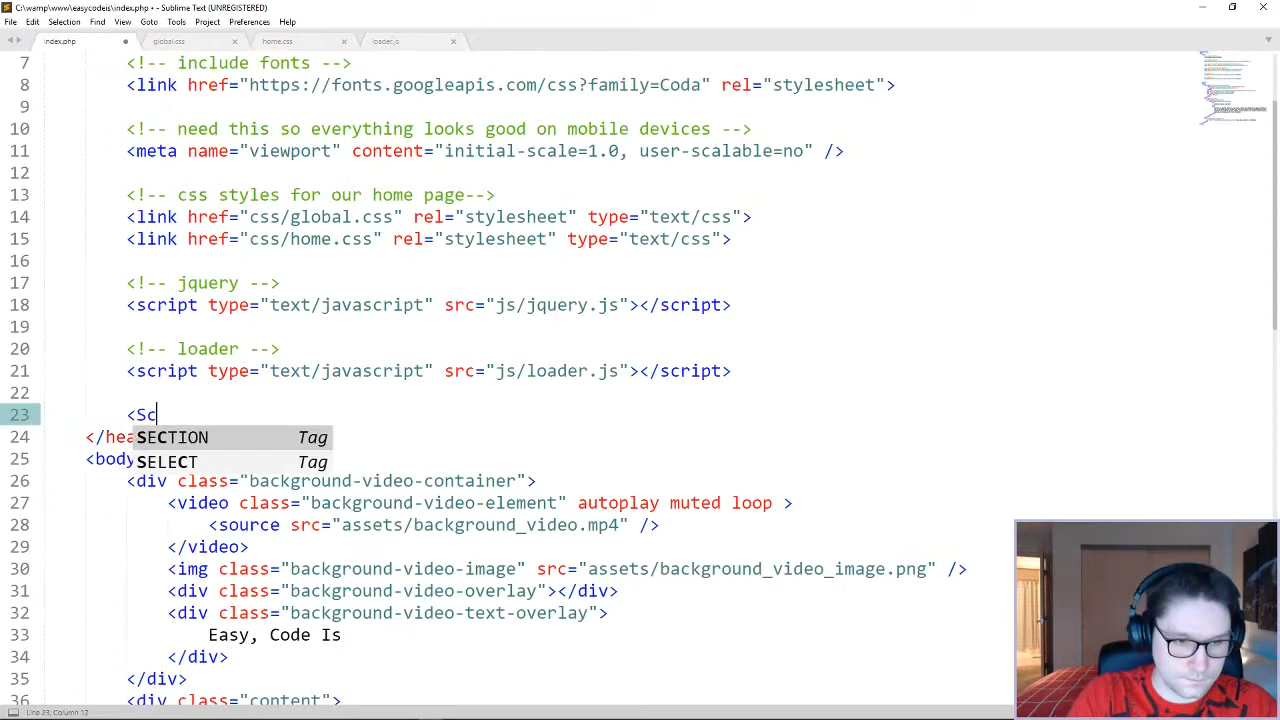 C:\wamp\www\easycodeis\index.php • - Sublime Text (UNREGISTERED)
File Edit Selection Find View Goto Tools Project Preferences Help
index.php global.css home.css loader.js
7 <!-- include fonts -->
8 <link href="https://fonts.googleapis.com/css?family=Coda" rel="stylesheet">
9
10 <!-- need this so everything looks good on mobile devices -->
11 <meta name="viewport" content="initial-scale=1.0, user-scalable=no" />
12
13 <!-- css styles for our home page-->
14 <link href="css/global.css" rel="stylesheet" type="text/css">
15 <link href="css/home.css" rel="stylesheet" type="text/css">
16
17 <!-- jquery -->
18 <script type="text/javascript" src="js/jquery.js"></script>
19
20 <!-- loader -->
21 <script type="text/javascript" src="js/loader.js"></script>
22
23 <Sc
24 </hea SECTION Tag
25 <body SELECT Tag
26 <div class="background-video-container">
27 <video class="background-video-element" autoplay muted loop >
28 <source src="assets/background_video.mp4" />
29 </video>
30 <img class="background-video-image" src="assets/background_video_image.png" />
31 <div class="background-video-overlay"></div>
32 <div class="background-video-text-overlay">
33 Easy, Code Is
34 </div>
35 </div>
36 <div class="content">
Line 23, Column 12